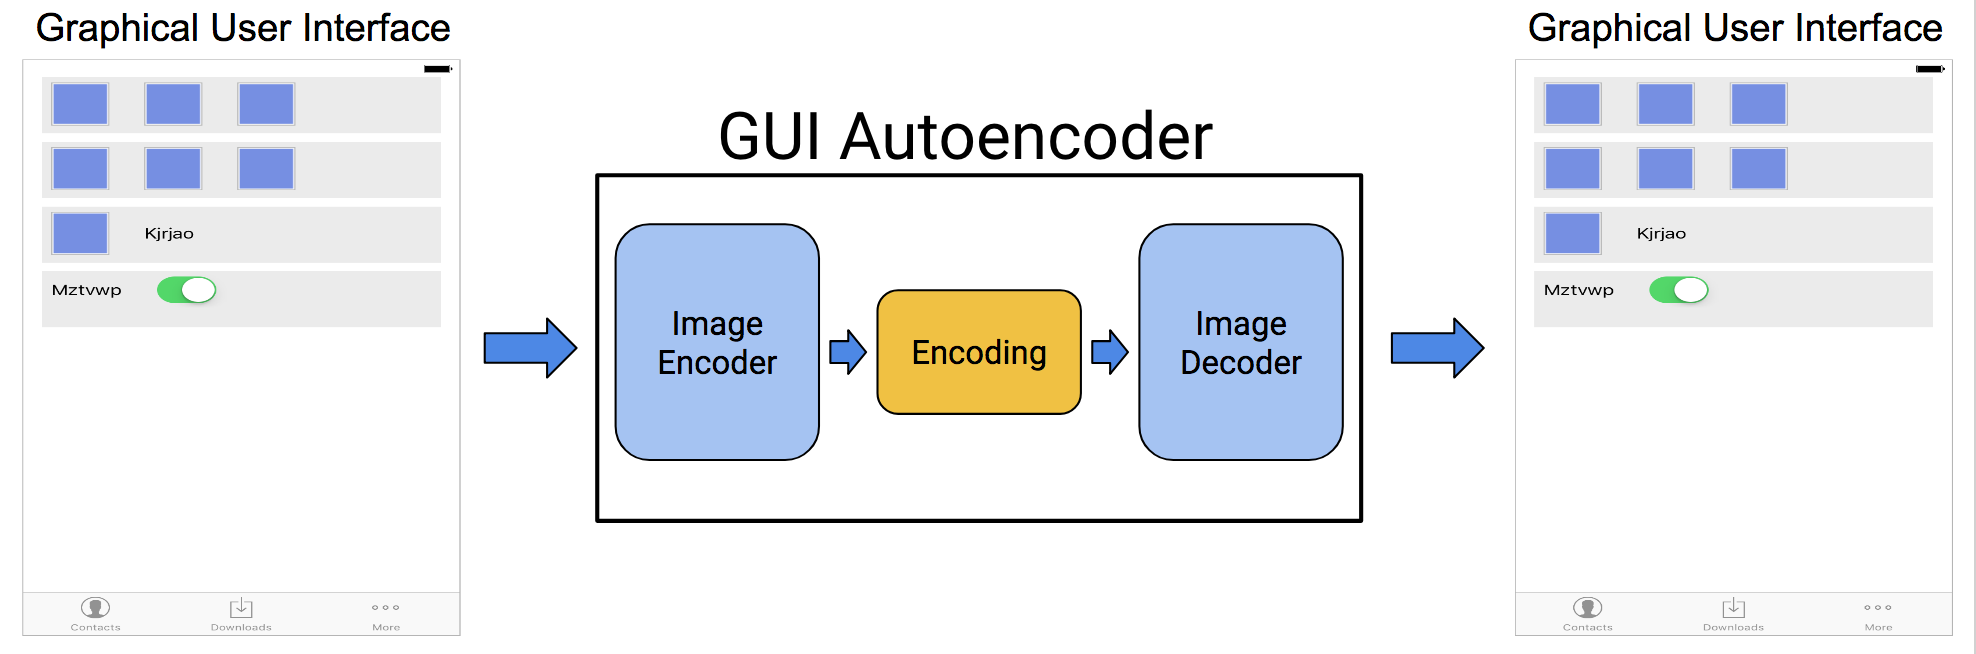 Graphical User Interface
Kjrjao
Mztvwp
Contacts Downloads More
GUI Autoencoder
Image
Encoder
Encoding
Image
Decoder
Graphical User Interface
Kjrjao
Mztvwp
Contacts Downloads More